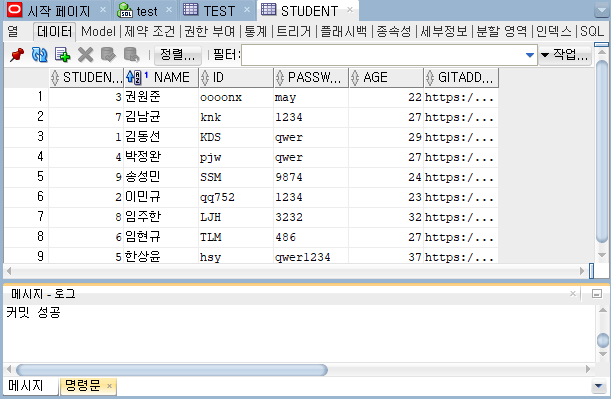 시작 페이지 test TEST STUDENT
열 데이터 Model 제약 조건 권한 부여 통계 트리거 플래시백 종속성 세부정보 분할 영역 인덱스 SQL
정렬... 필터: 작업...
STUDEN... 1 NAME ID PASSW... AGE GITADD...
1 3 권원준 oooonx may 22 https:/...
2 7 김남균 knk 1234 27 https:/...
3 1 김동선 KDS qwer 29 https:/...
4 4 박정완 pjw qwer 27 https:/...
5 9 송성민 SSM 9874 24 https:/...
6 2 이민규 qq752 1234 23 https:/...
7 8 임주한 LJH 3232 32 https:/...
8 6 임현규 TLM 486 27 https:/...
9 5 한상윤 hsy qwer1234 37 https:/...
메시지 - 로그
커밋 성공
메시지 명령문